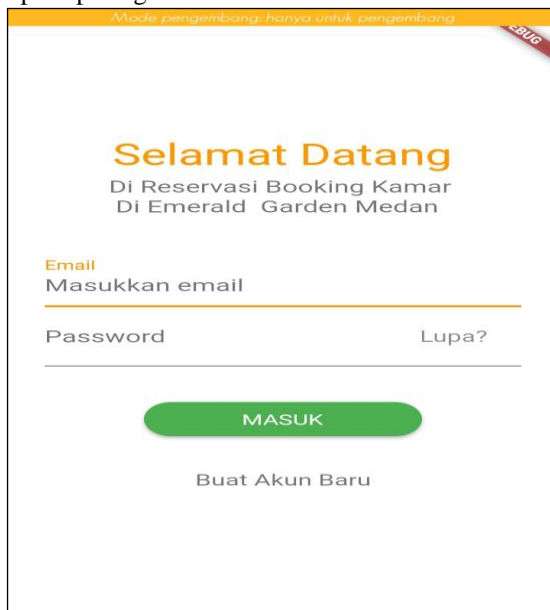 Mode pengembang: hanya untuk pengembang
Selamat Datang
Di Reservasi Booking Kamar
Di Emerald Garden Medan
Email
Masukkan email
Password Lupa?
MASUK
Buat Akun Baru